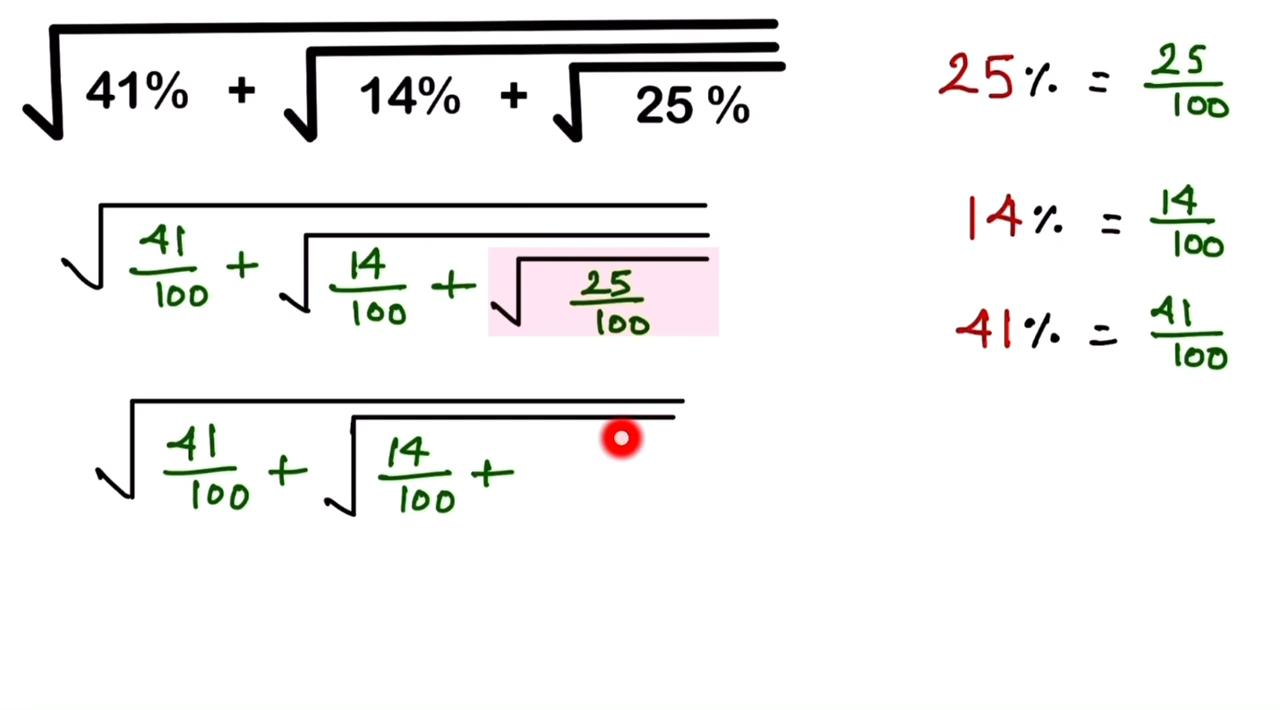 √(41% + √(14% + √(25 %)))
25% = 25/100
√(41/100 + √(14/100 + √(25/100)))
14% = 14/100
41% = 41/100
√(41/100 + √(14/100 +